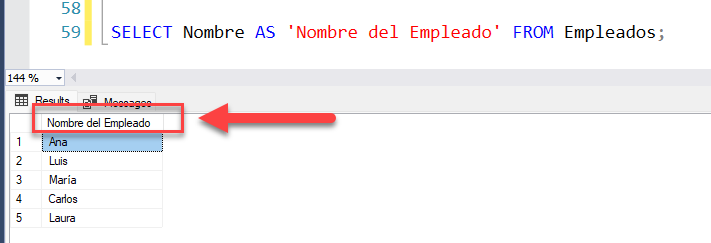 58
59 SELECT Nombre AS 'Nombre del Empleado' FROM Empleados;
144 %
Results Messages
Nombre del Empleado
1 Ana
2 Luis
3 María
4 Carlos
5 Laura